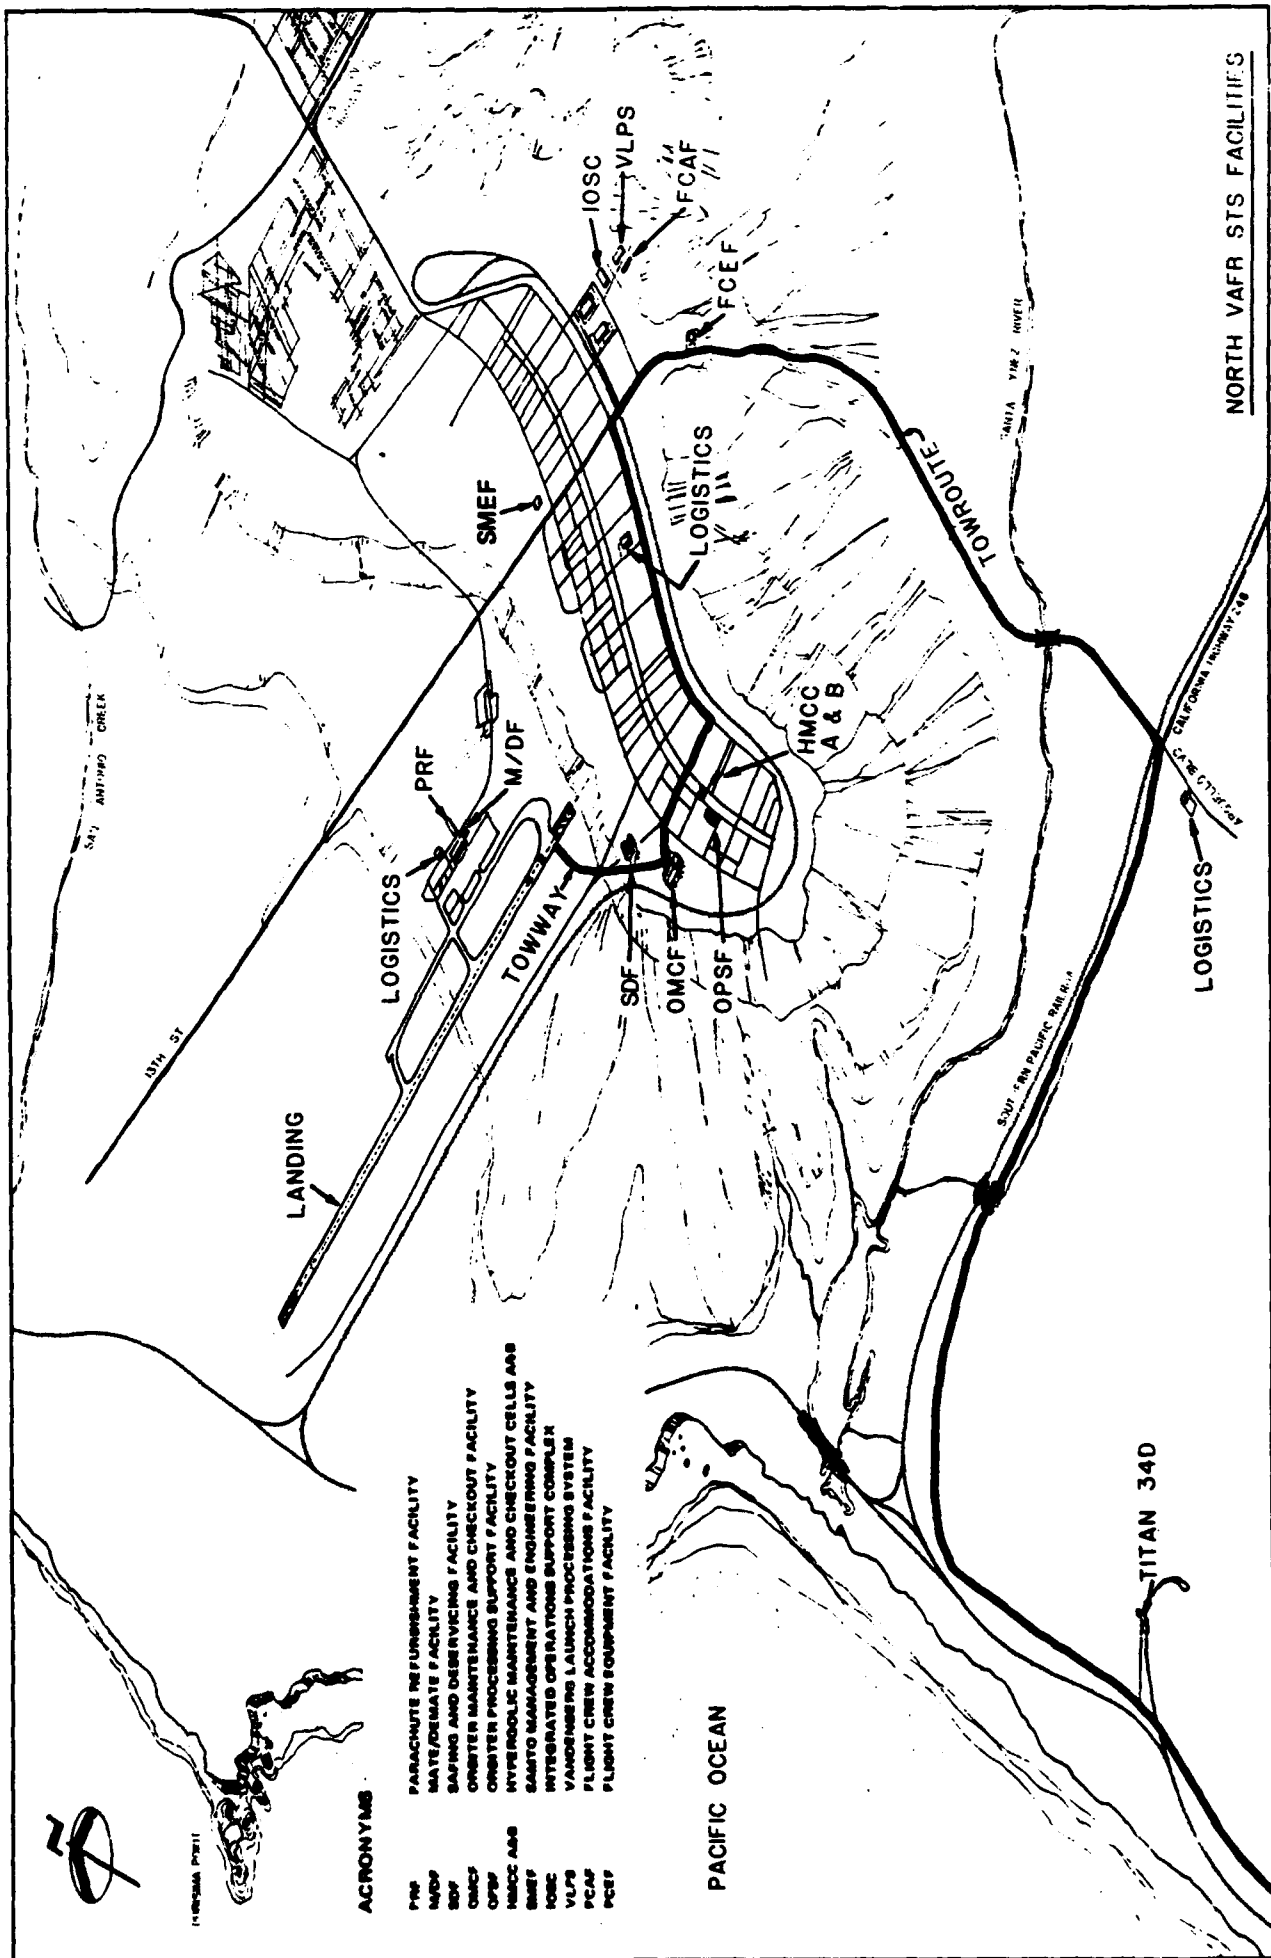 NORTH VAFB STS FACILITIES
SAN ANTONIO CREEK
13TH ST
LANDING
LOGISTICS
PRF
M/DF
SMEF
TOWWAY
SDF
OMCF
OPSF
HMCC
A & B
LOGISTICS
IOSC
VLPS
FCAF
FCEF
TOWROUTE
SANTA YNEZ RIVER
CALIFORNIA HIGHWAY 246
SOUTHERN PACIFIC RAILROAD
LOGISTICS
TITAN 34D
PACIFIC OCEAN
N
ACRONYMS
PRF PARACHUTE REFURBISHMENT FACILITY
M/DF MATE/DEMATE FACILITY
SDF SAFING AND DESERVICING FACILITY
OMCF ORBITER MAINTENANCE AND CHECKOUT FACILITY
OPSF ORBITER PROCESSING SUPPORT FACILITY
HMCC A&B HYPERGOLIC MAINTENANCE AND CHECKOUT CELLS A&B
SMEF SAMTO MANAGEMENT AND ENGINEERING FACILITY
IOSC INTEGRATED OPERATIONS SUPPORT COMPLEX
VLPS VANDENBERG LAUNCH PROCESSING SYSTEM
FCAF FLIGHT CREW ACCOMMODATIONS FACILITY
FCEF FLIGHT CREW EQUIPMENT FACILITY